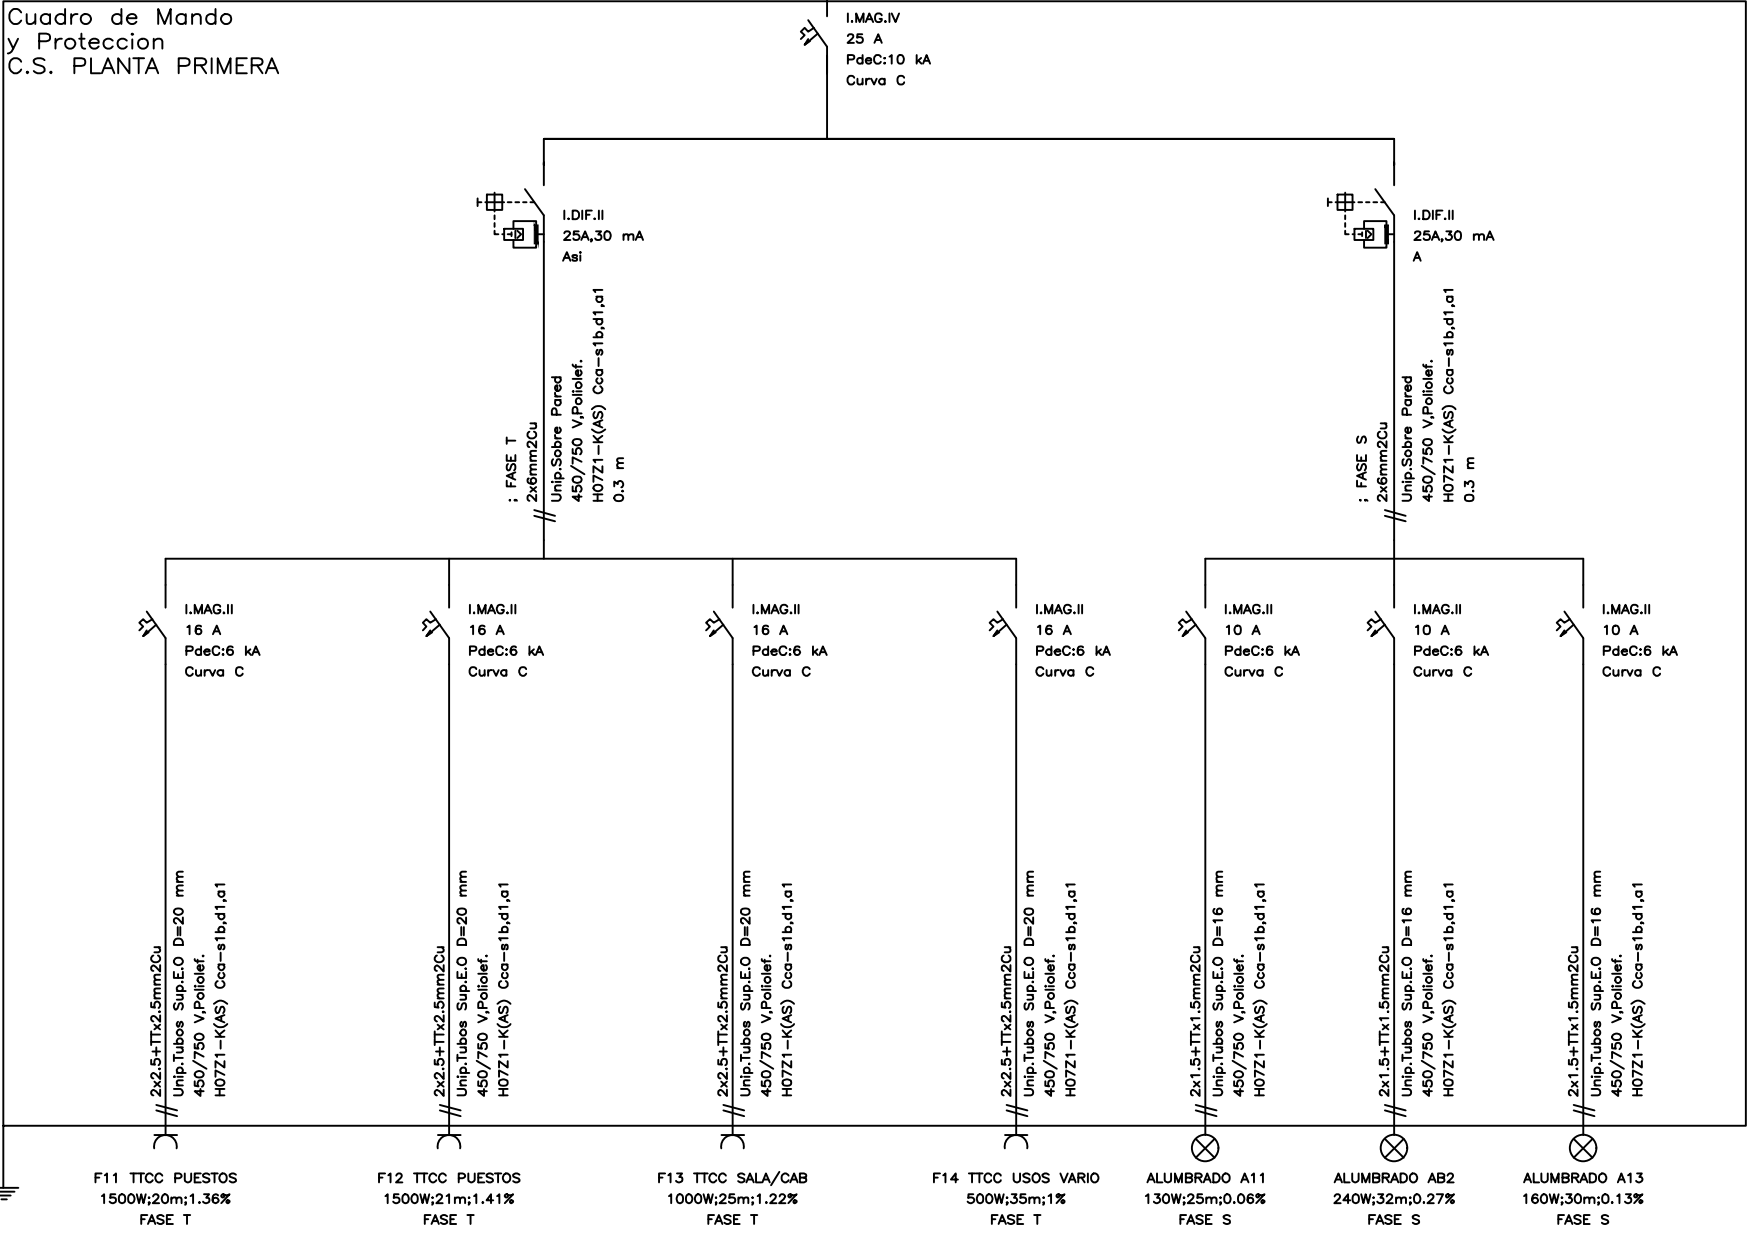 Cuadro de Mando
y Proteccion
C.S. PLANTA PRIMERA
I.MAG.IV
25 A
PdeC:10 kA
Curva C
I.DIF.II
25A,30 mA
Asi
; FASE T
2x6mm2Cu
Unip.Sobre Pared
450/750 V,Poliolef.
H07Z1-K(AS) Cca-s1b,d1,a1
0.3 m
I.DIF.II
25A,30 mA
A
; FASE S
2x6mm2Cu
Unip.Sobre Pared
450/750 V,Poliolef.
H07Z1-K(AS) Cca-s1b,d1,a1
0.3 m
I.MAG.II
16 A
PdeC:6 kA
Curva C
2x2.5+TTx2.5mm2Cu
Unip.Tubos Sup.E.O D=20 mm
450/750 V,Poliolef.
H07Z1-K(AS) Cca-s1b,d1,a1
F11 TTCC PUESTOS
1500W;20m;1.36%
FASE T
I.MAG.II
16 A
PdeC:6 kA
Curva C
2x2.5+TTx2.5mm2Cu
Unip.Tubos Sup.E.O D=20 mm
450/750 V,Poliolef.
H07Z1-K(AS) Cca-s1b,d1,a1
F12 TTCC PUESTOS
1500W;21m;1.41%
FASE T
I.MAG.II
16 A
PdeC:6 kA
Curva C
2x2.5+TTx2.5mm2Cu
Unip.Tubos Sup.E.O D=20 mm
450/750 V,Poliolef.
H07Z1-K(AS) Cca-s1b,d1,a1
F13 TTCC SALA/CAB
1000W;25m;1.22%
FASE T
I.MAG.II
16 A
PdeC:6 kA
Curva C
2x2.5+TTx2.5mm2Cu
Unip.Tubos Sup.E.O D=20 mm
450/750 V,Poliolef.
H07Z1-K(AS) Cca-s1b,d1,a1
F14 TTCC USOS VARIO
500W;35m;1%
FASE T
I.MAG.II
10 A
PdeC:6 kA
Curva C
2x1.5+TTx1.5mm2Cu
Unip.Tubos Sup.E.O D=16 mm
450/750 V,Poliolef.
H07Z1-K(AS) Cca-s1b,d1,a1
ALUMBRADO A11
130W;25m;0.06%
FASE S
I.MAG.II
10 A
PdeC:6 kA
Curva C
2x1.5+TTx1.5mm2Cu
Unip.Tubos Sup.E.O D=16 mm
450/750 V,Poliolef.
H07Z1-K(AS) Cca-s1b,d1,a1
ALUMBRADO AB2
240W;32m;0.27%
FASE S
I.MAG.II
10 A
PdeC:6 kA
Curva C
2x1.5+TTx1.5mm2Cu
Unip.Tubos Sup.E.O D=16 mm
450/750 V,Poliolef.
H07Z1-K(AS) Cca-s1b,d1,a1
ALUMBRADO A13
160W;30m;0.13%
FASE S